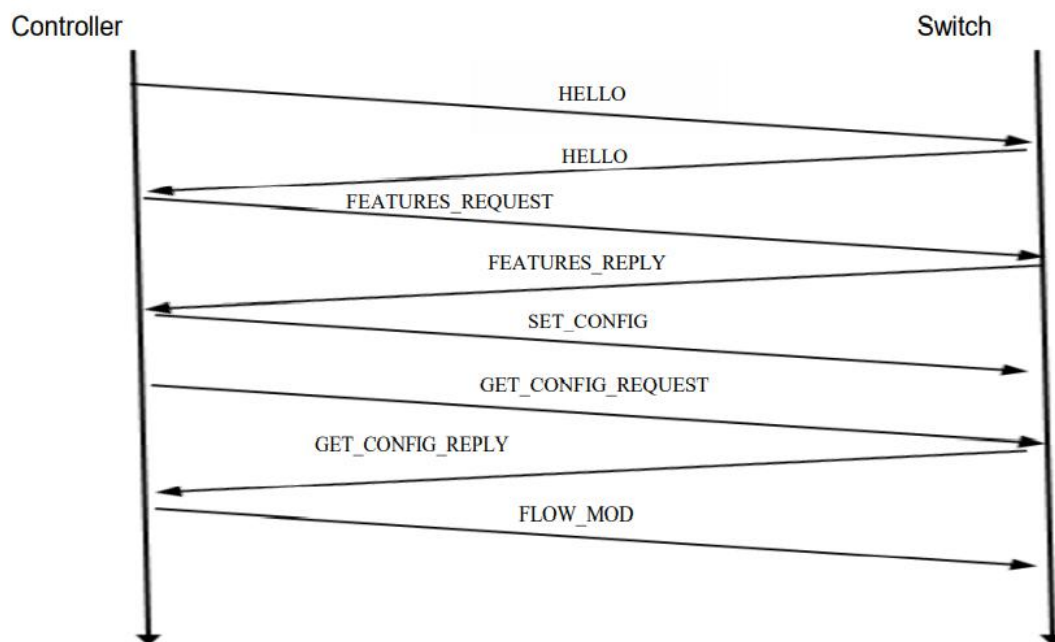 Controller
Switch
HELLO
HELLO
FEATURES_REQUEST
FEATURES_REPLY
SET_CONFIG
GET_CONFIG_REQUEST
GET_CONFIG_REPLY
FLOW_MOD